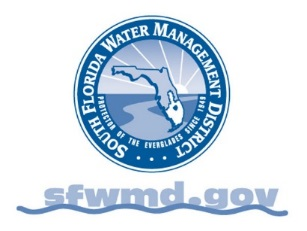 SOUTH FLORIDA WATER MANAGEMENT DISTRICT
PROTECTOR OF THE EVERGLADES SINCE 1949
sfwmd.gov